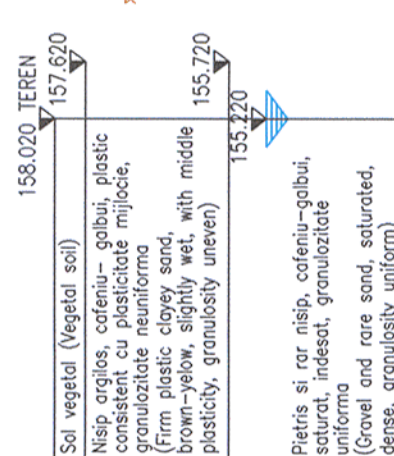 158.020 TEREN
157.620
Sol vegetal (Vegetal soil)
Nisip argilos, cafeniu- galbui, plastic
consistent cu plasticitate mijlocie,
granulozitate neuniforma
(Firm plastic clayey sand,
brown-yelow, slightly wet, with middle
plasticity, granulosity uneven)
155.720
155.220
Pietris si rar nisip, cafeniu-galbui,
saturat, indesat, granulozitate
uniforma
(Gravel and rare sand, saturated,
dense, granulosity uniform)